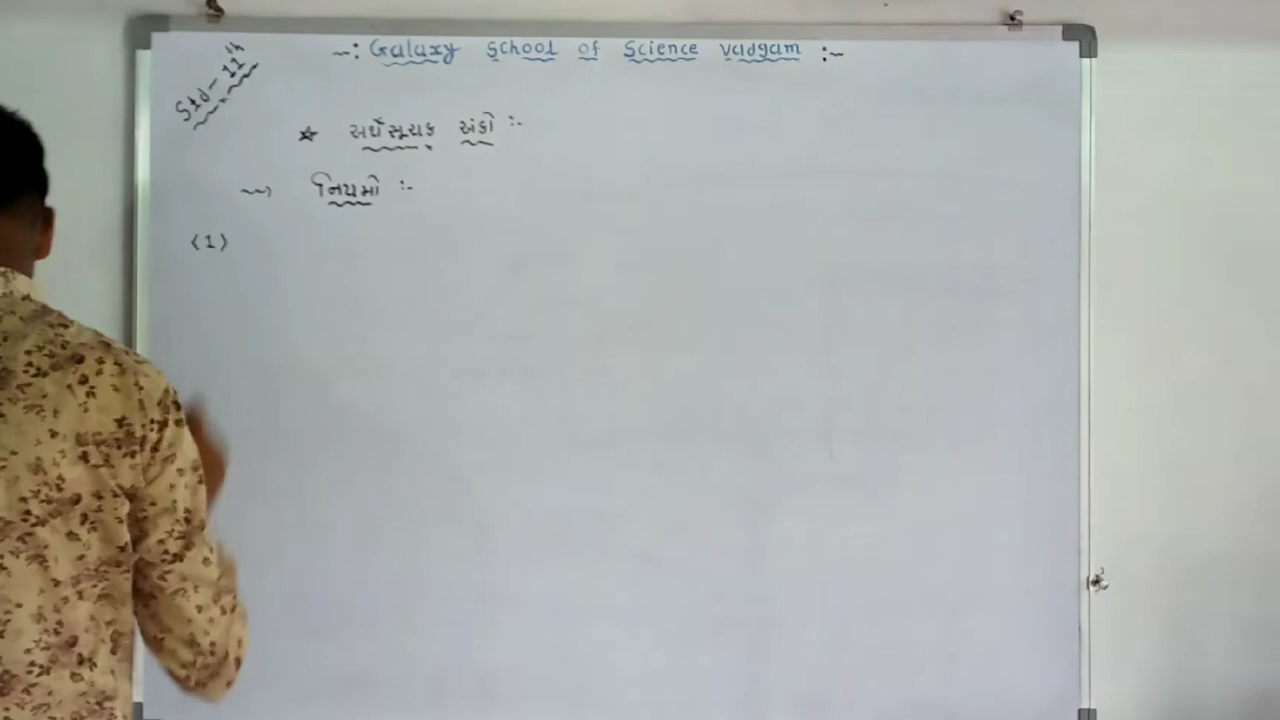 ~: Galaxy School of Science Vadgam :~
Std - 11th
☆ અર્થસૂચક અંકો :-
નિયમો :-
(1)